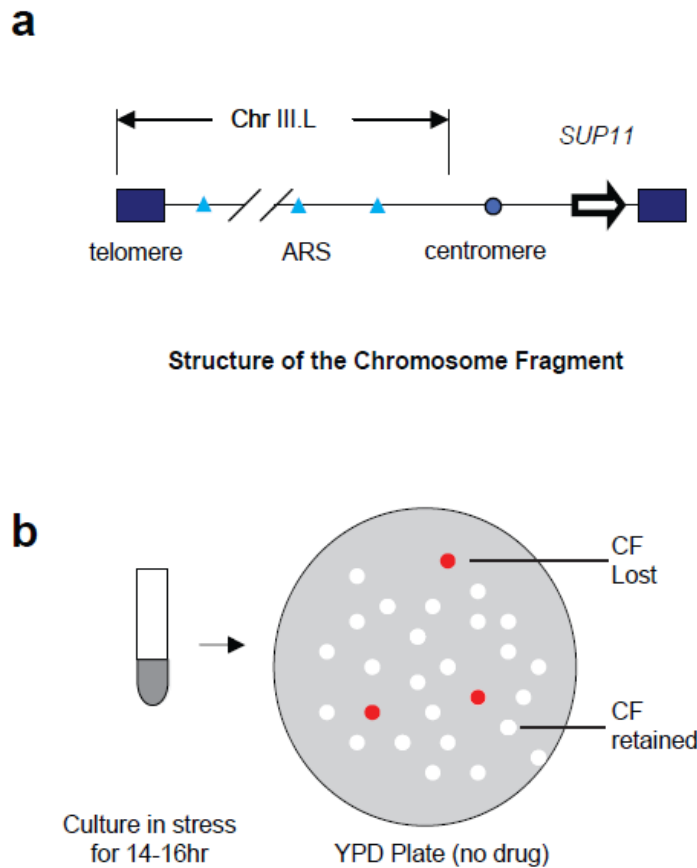 a
Chr III.L
SUP11
telomere
ARS
centromere
Structure of the Chromosome Fragment
b
CF
Lost
CF
retained
Culture in stress
for 14-16hr
YPD Plate (no drug)